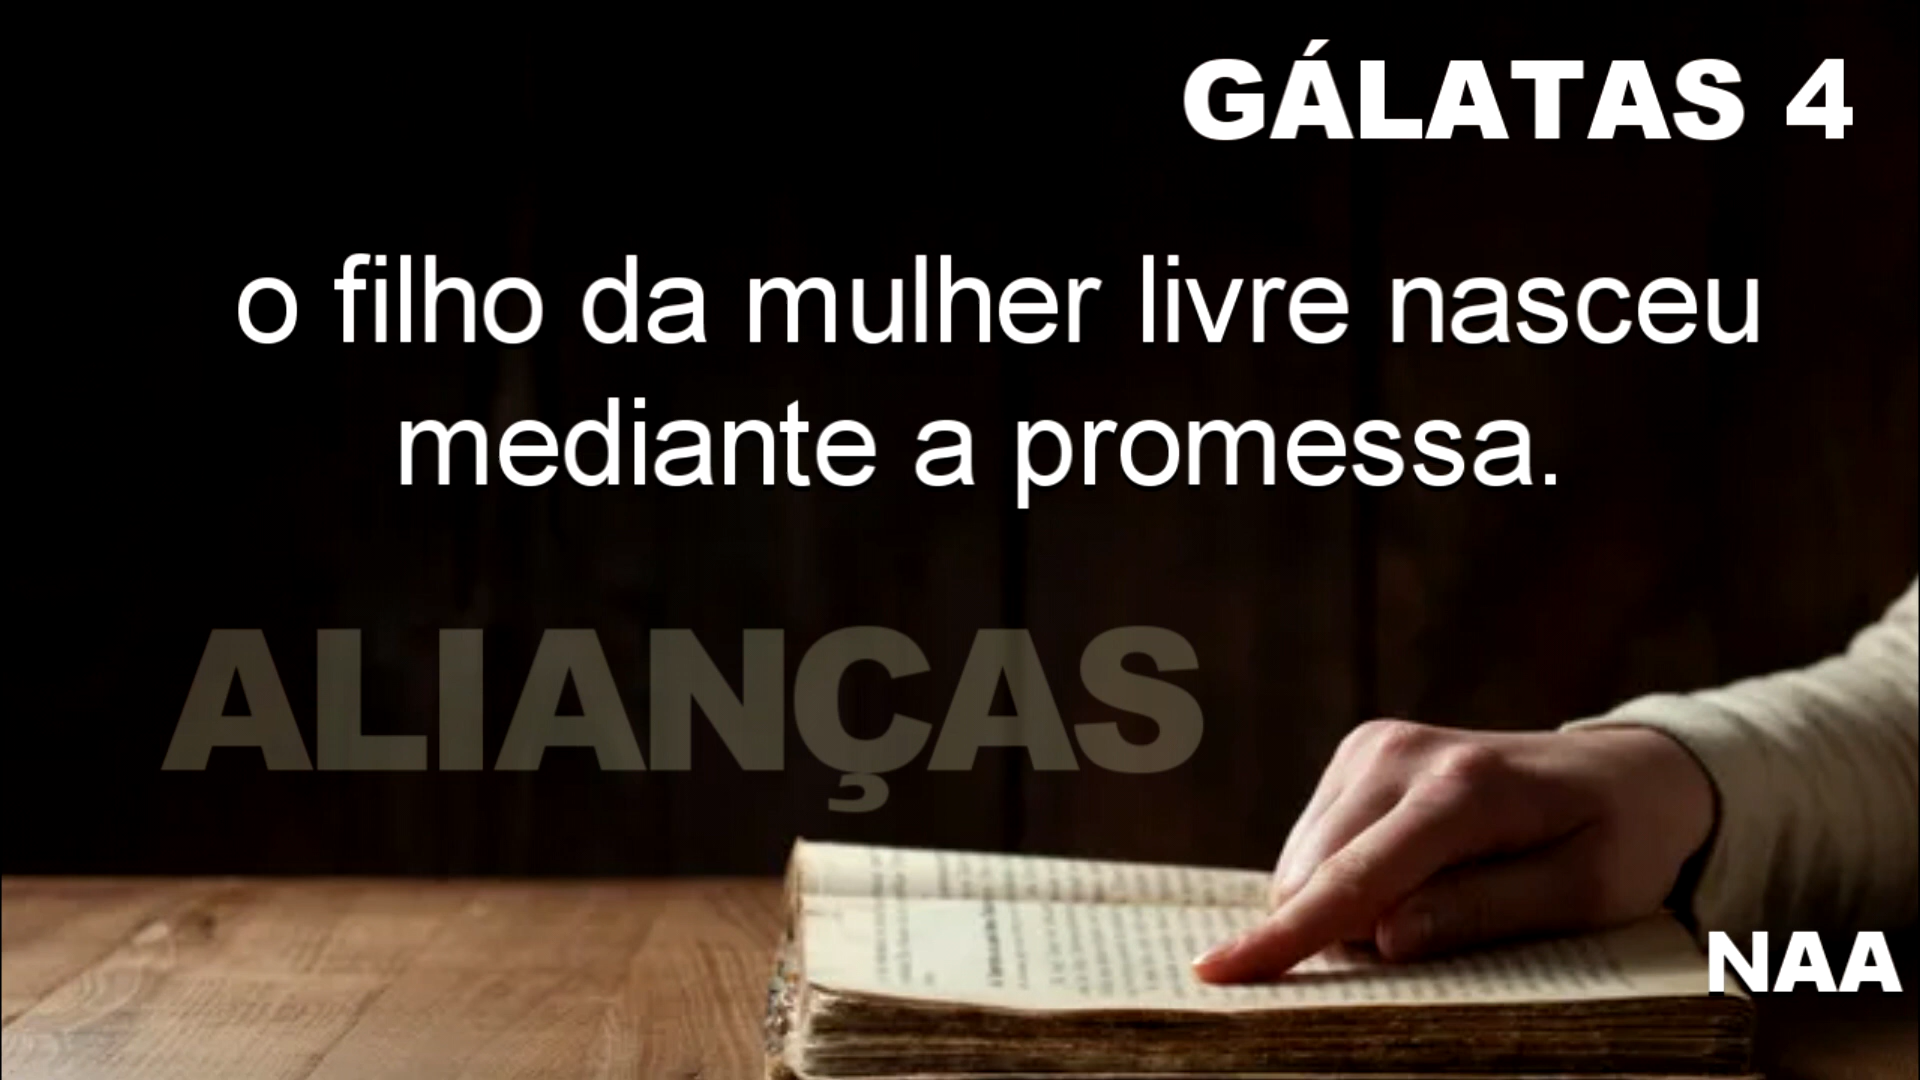 GÁLATAS 4
o filho da mulher livre nasceu
mediante a promessa.
ALIANÇAS
NAA